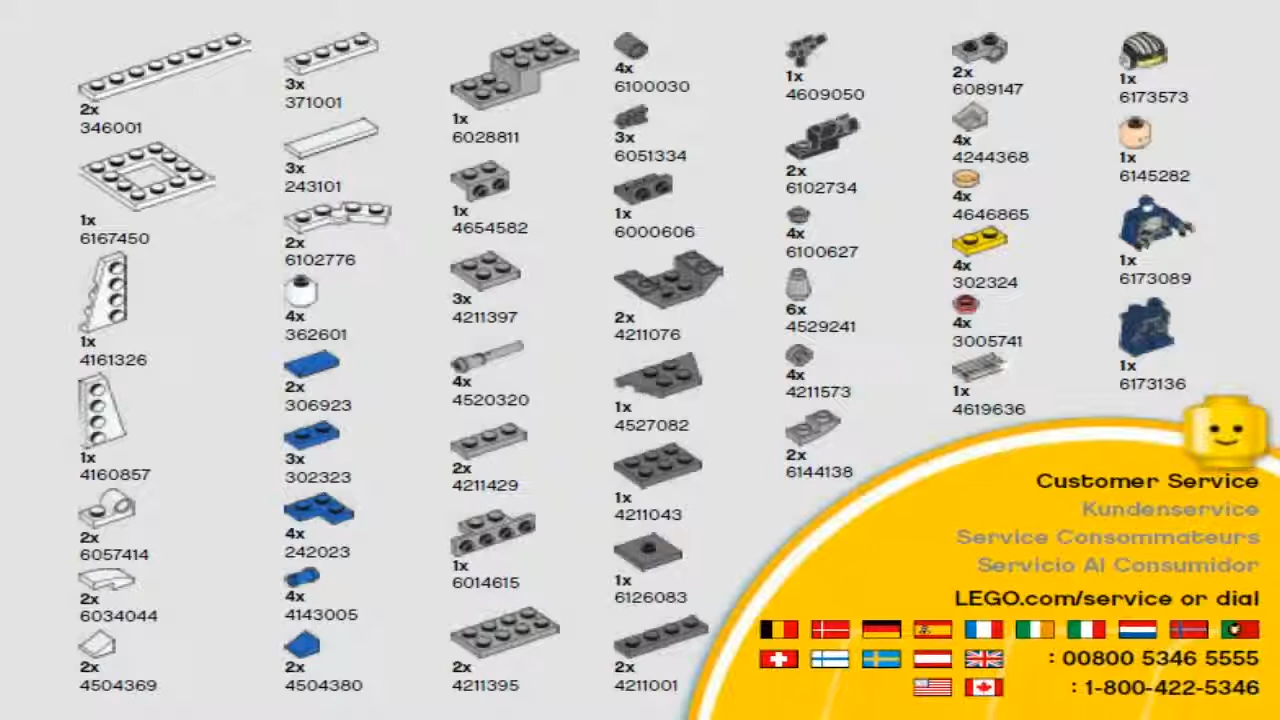 2x
346001
1x
6167450
1x
4161326
1x
4160857
2x
6057414
2x
6034044
2x
4504369
3x
371001
3x
243101
2x
6102776
4x
362601
2x
306923
3x
302323
4x
242023
4x
4143005
2x
4504380
1x
6028811
1x
4654582
3x
4211397
4x
4520320
2x
4211429
1x
6014615
2x
4211395
4x
6100030
3x
6051334
1x
6000606
2x
4211076
1x
4527082
1x
4211043
1x
6126083
2x
4211001
1x
4609050
2x
6102734
4x
6100627
6x
4529241
4x
4211573
2x
6144138
2x
6089147
4x
4244368
4x
4646865
4x
302324
4x
3005741
1x
4619636
1x
6173573
1x
6145282
1x
6173089
1x
6173136
Customer Service
Kundenservice
Service Consommateurs
Servicio Al Consumidor
LEGO.com/service or dial
: 00800 5346 5555
: 1-800-422-5346